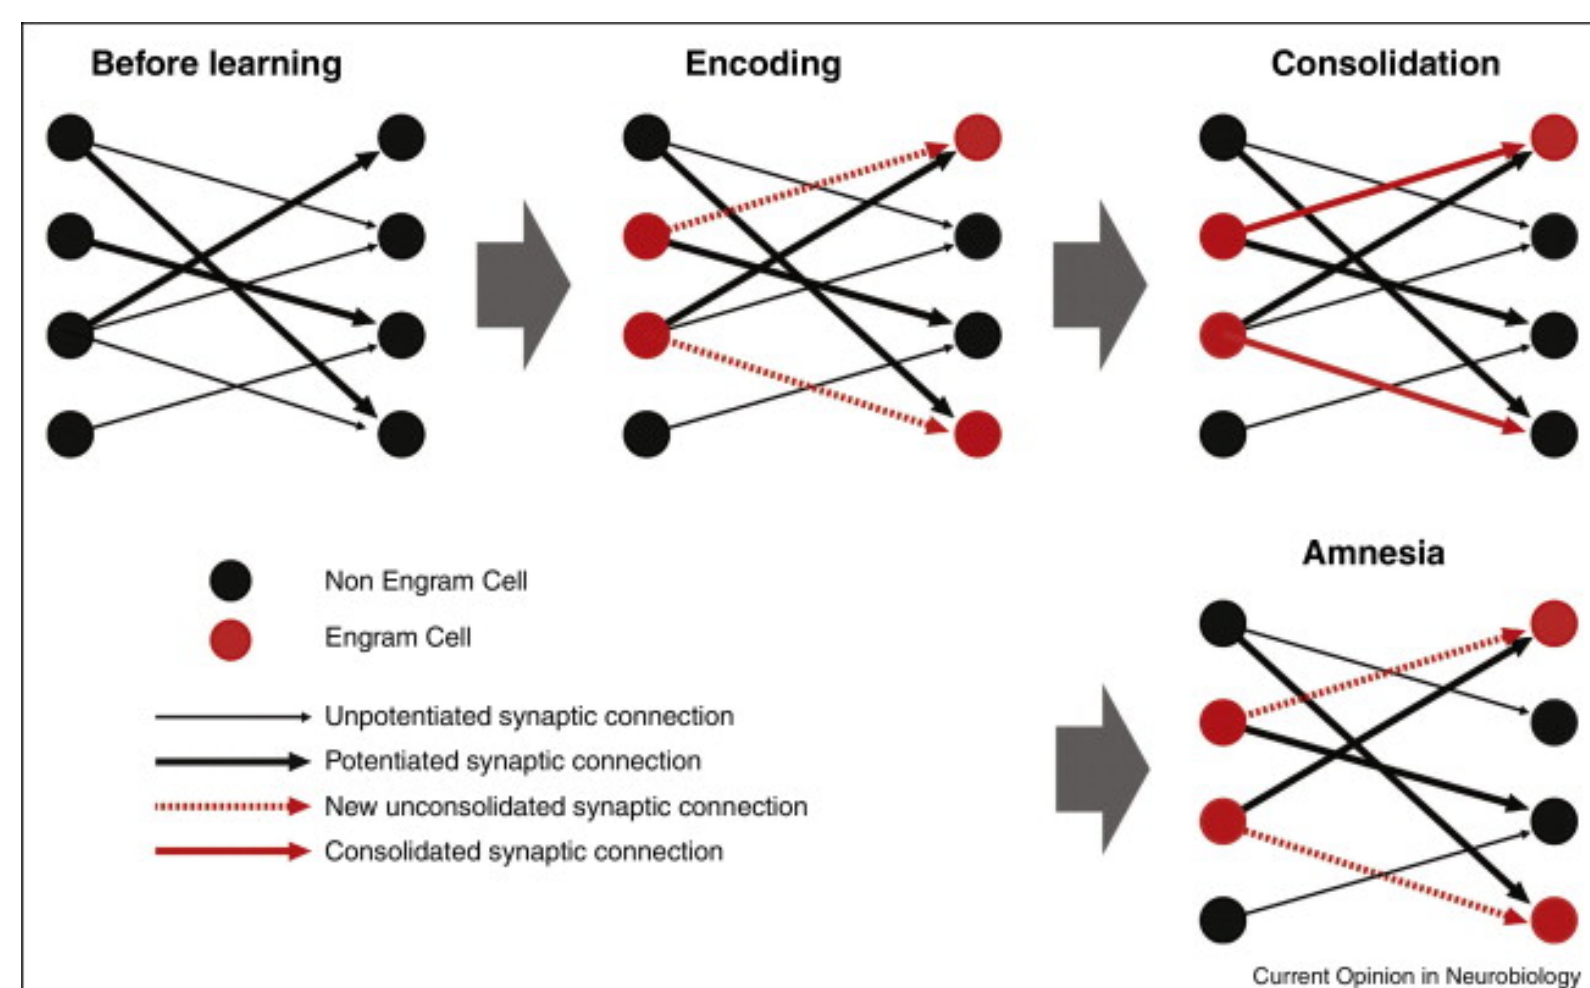 Before learning
Encoding
Consolidation
Amnesia
Non Engram Cell
Engram Cell
Unpotentiated synaptic connection
Potentiated synaptic connection
New unconsolidated synaptic connection
Consolidated synaptic connection
Current Opinion in Neurobiology